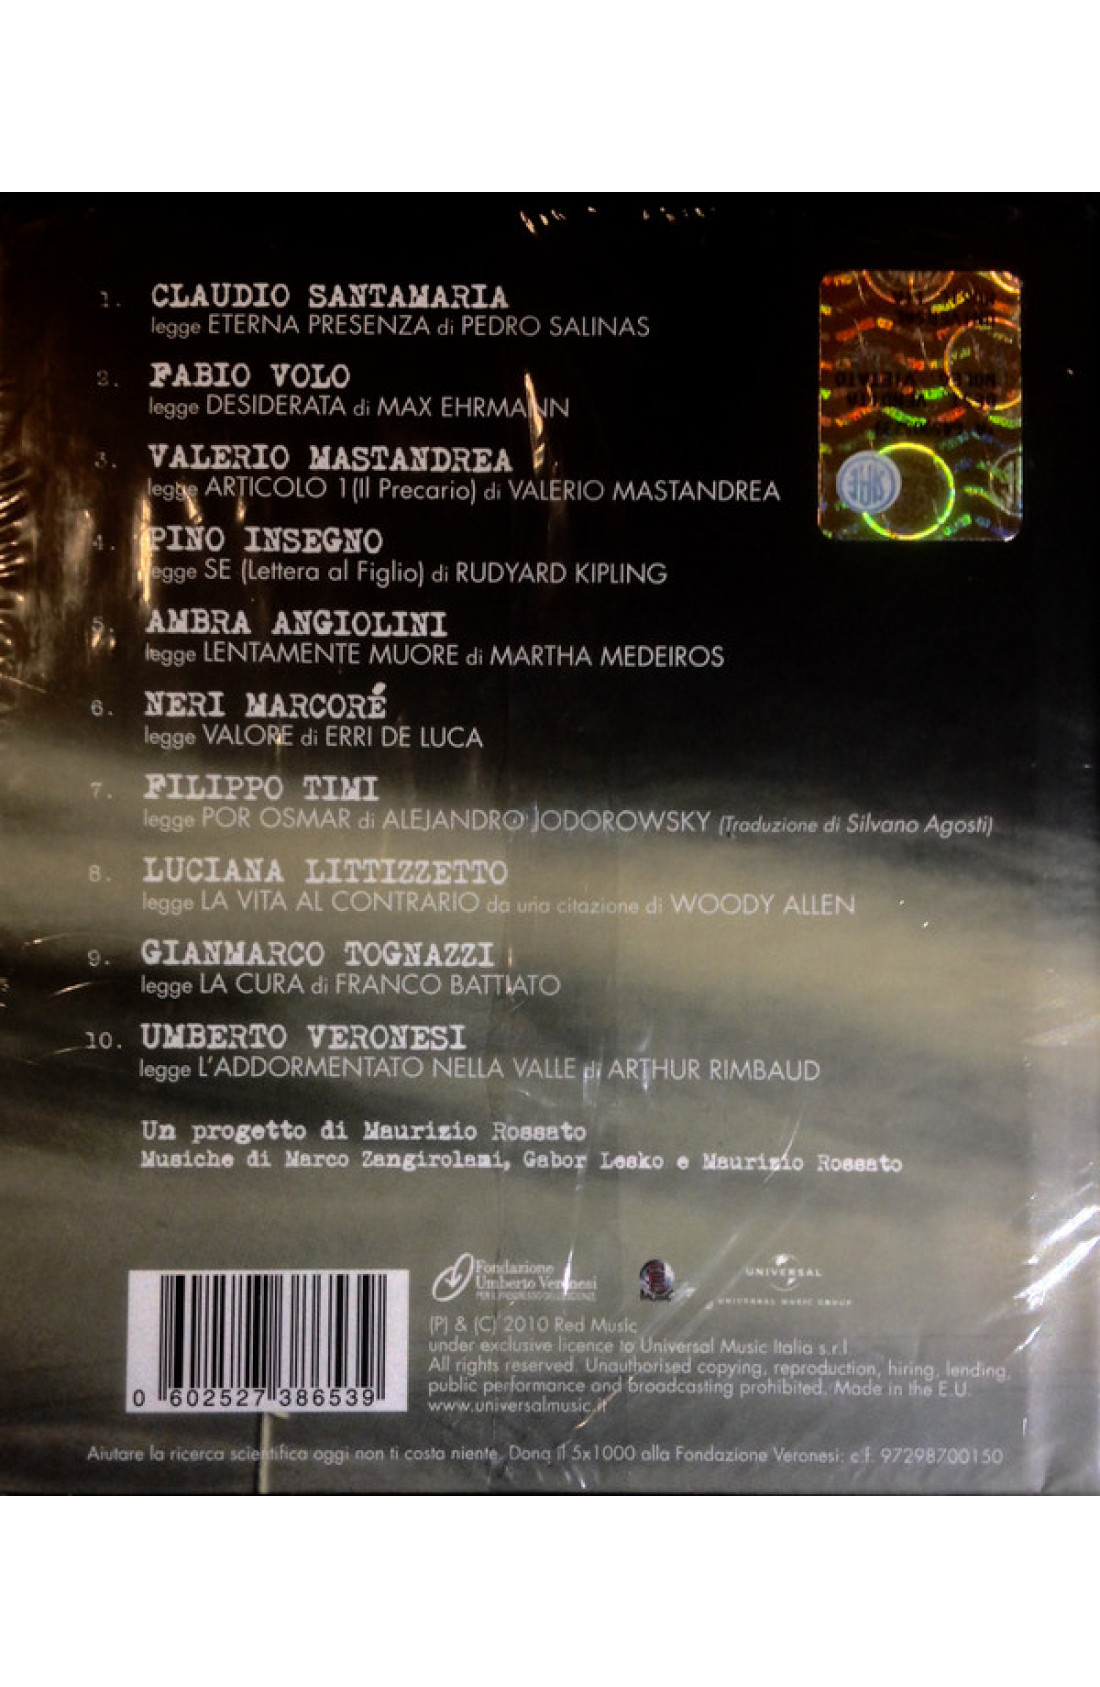 1. CLAUDIO SANTAMARIA
legge ETERNA PRESENZA di PEDRO SALINAS
2. FABIO VOLO
legge DESIDERATA di MAX EHRMANN
3. VALERIO MASTANDREA
legge ARTICOLO 1(Il Precario) di VALERIO MASTANDREA
4. PINO INSEGNO
legge SE (Lettera al Figlio) di RUDYARD KIPLING
5. AMBRA ANGIOLINI
legge LENTAMENTE MUORE di MARTHA MEDEIROS
6. NERI MARCORÉ
legge VALORE di ERRI DE LUCA
7. FILIPPO TIMI
legge POR OSMAR di ALEJANDRO JODOROWSKY (Traduzione di Silvano Agosti)
8. LUCIANA LITTIZZETTO
legge LA VITA AL CONTRARIO da una citazione di WOODY ALLEN
9. GIANMARCO TOGNAZZI
legge LA CURA di FRANCO BATTIATO
10. UMBERTO VERONESI
legge L'ADDORMENTATO NELLA VALLE di ARTHUR RIMBAUD
Un progetto di Maurizio Rossato
Musiche di Marco Zangirolami, Gabor Lesko e Maurizio Rossato
Fondazione
Umberto Veronesi
PER IL PROGRESSO DELLE SCIENZE
UNIVERSAL
UNIVERSAL MUSIC GROUP
(P) & (C) 2010 Red Music
under exclusive licence to Universal Music Italia s.r.l.
All rights reserved. Unauthorised copying, reproduction, hiring, lending,
public performance and broadcasting prohibited. Made in the E.U.
www.universalmusic.it
0 602527 386539
Aiutare la ricerca scientifica oggi non ti costa niente. Dona il 5x1000 alla Fondazione Veronesi: c.f. 97298700150